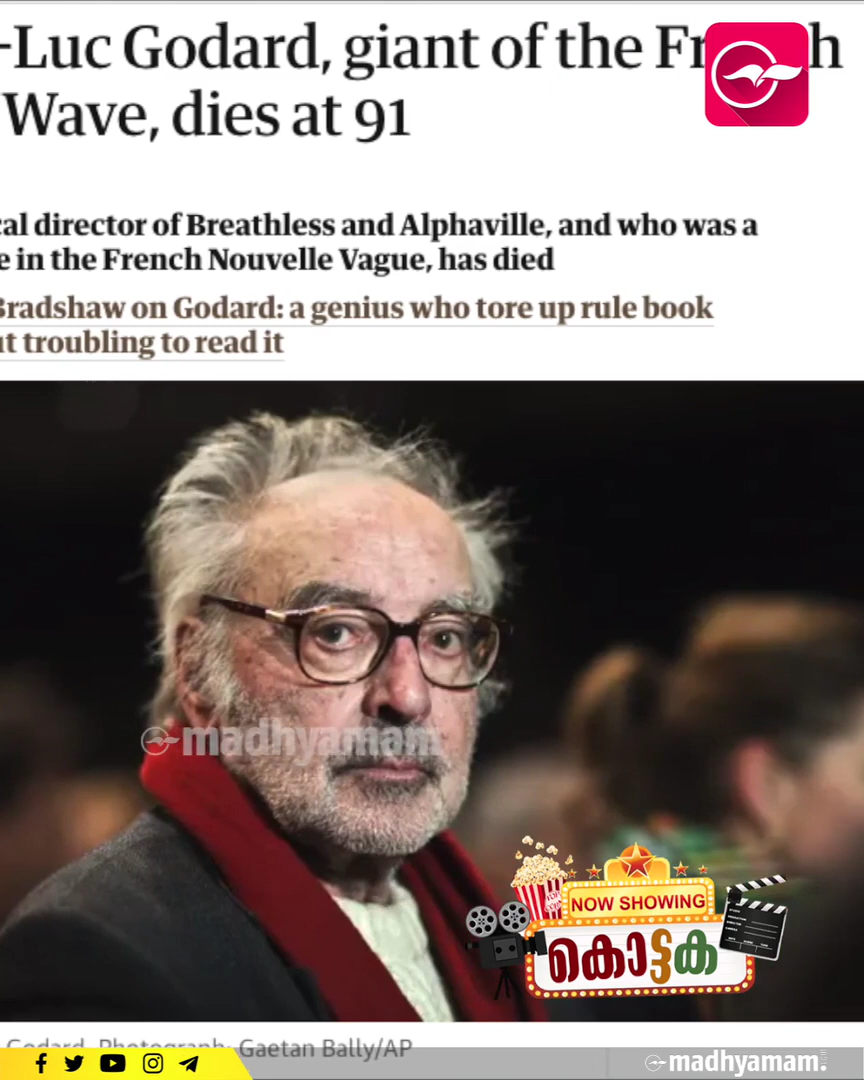 -Luc Godard, giant of the Fr h
Wave, dies at 91
cal director of Breathless and Alphaville, and who was a
e in the French Nouvelle Vague, has died
Bradshaw on Godard: a genius who tore up rule book
ut troubling to read it
madhyamam
NOW SHOWING
കൊട്ടക
Godard. Photograph: Gaetan Bally/AP
madhyamam.